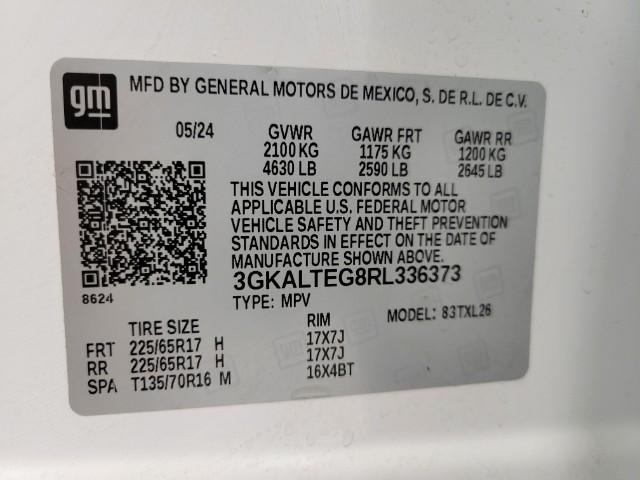 gm
MFD BY GENERAL MOTORS DE MEXICO, S. DE R.L. DE C.V.
05/24 GVWR GAWR FRT GAWR RR
2100 KG 1175 KG 1200 KG
4630 LB 2590 LB 2645 LB
THIS VEHICLE CONFORMS TO ALL
APPLICABLE U.S. FEDERAL MOTOR
VEHICLE SAFETY AND THEFT PREVENTION
STANDARDS IN EFFECT ON THE DATE OF
MANUFACTURE SHOWN ABOVE.
3GKALTEG8RL336373
8624 TYPE: MPV MODEL: 83TXL26
TIRE SIZE RIM
FRT 225/65R17 H 17X7J
RR 225/65R17 H 17X7J
SPA T135/70R16 M 16X4BT